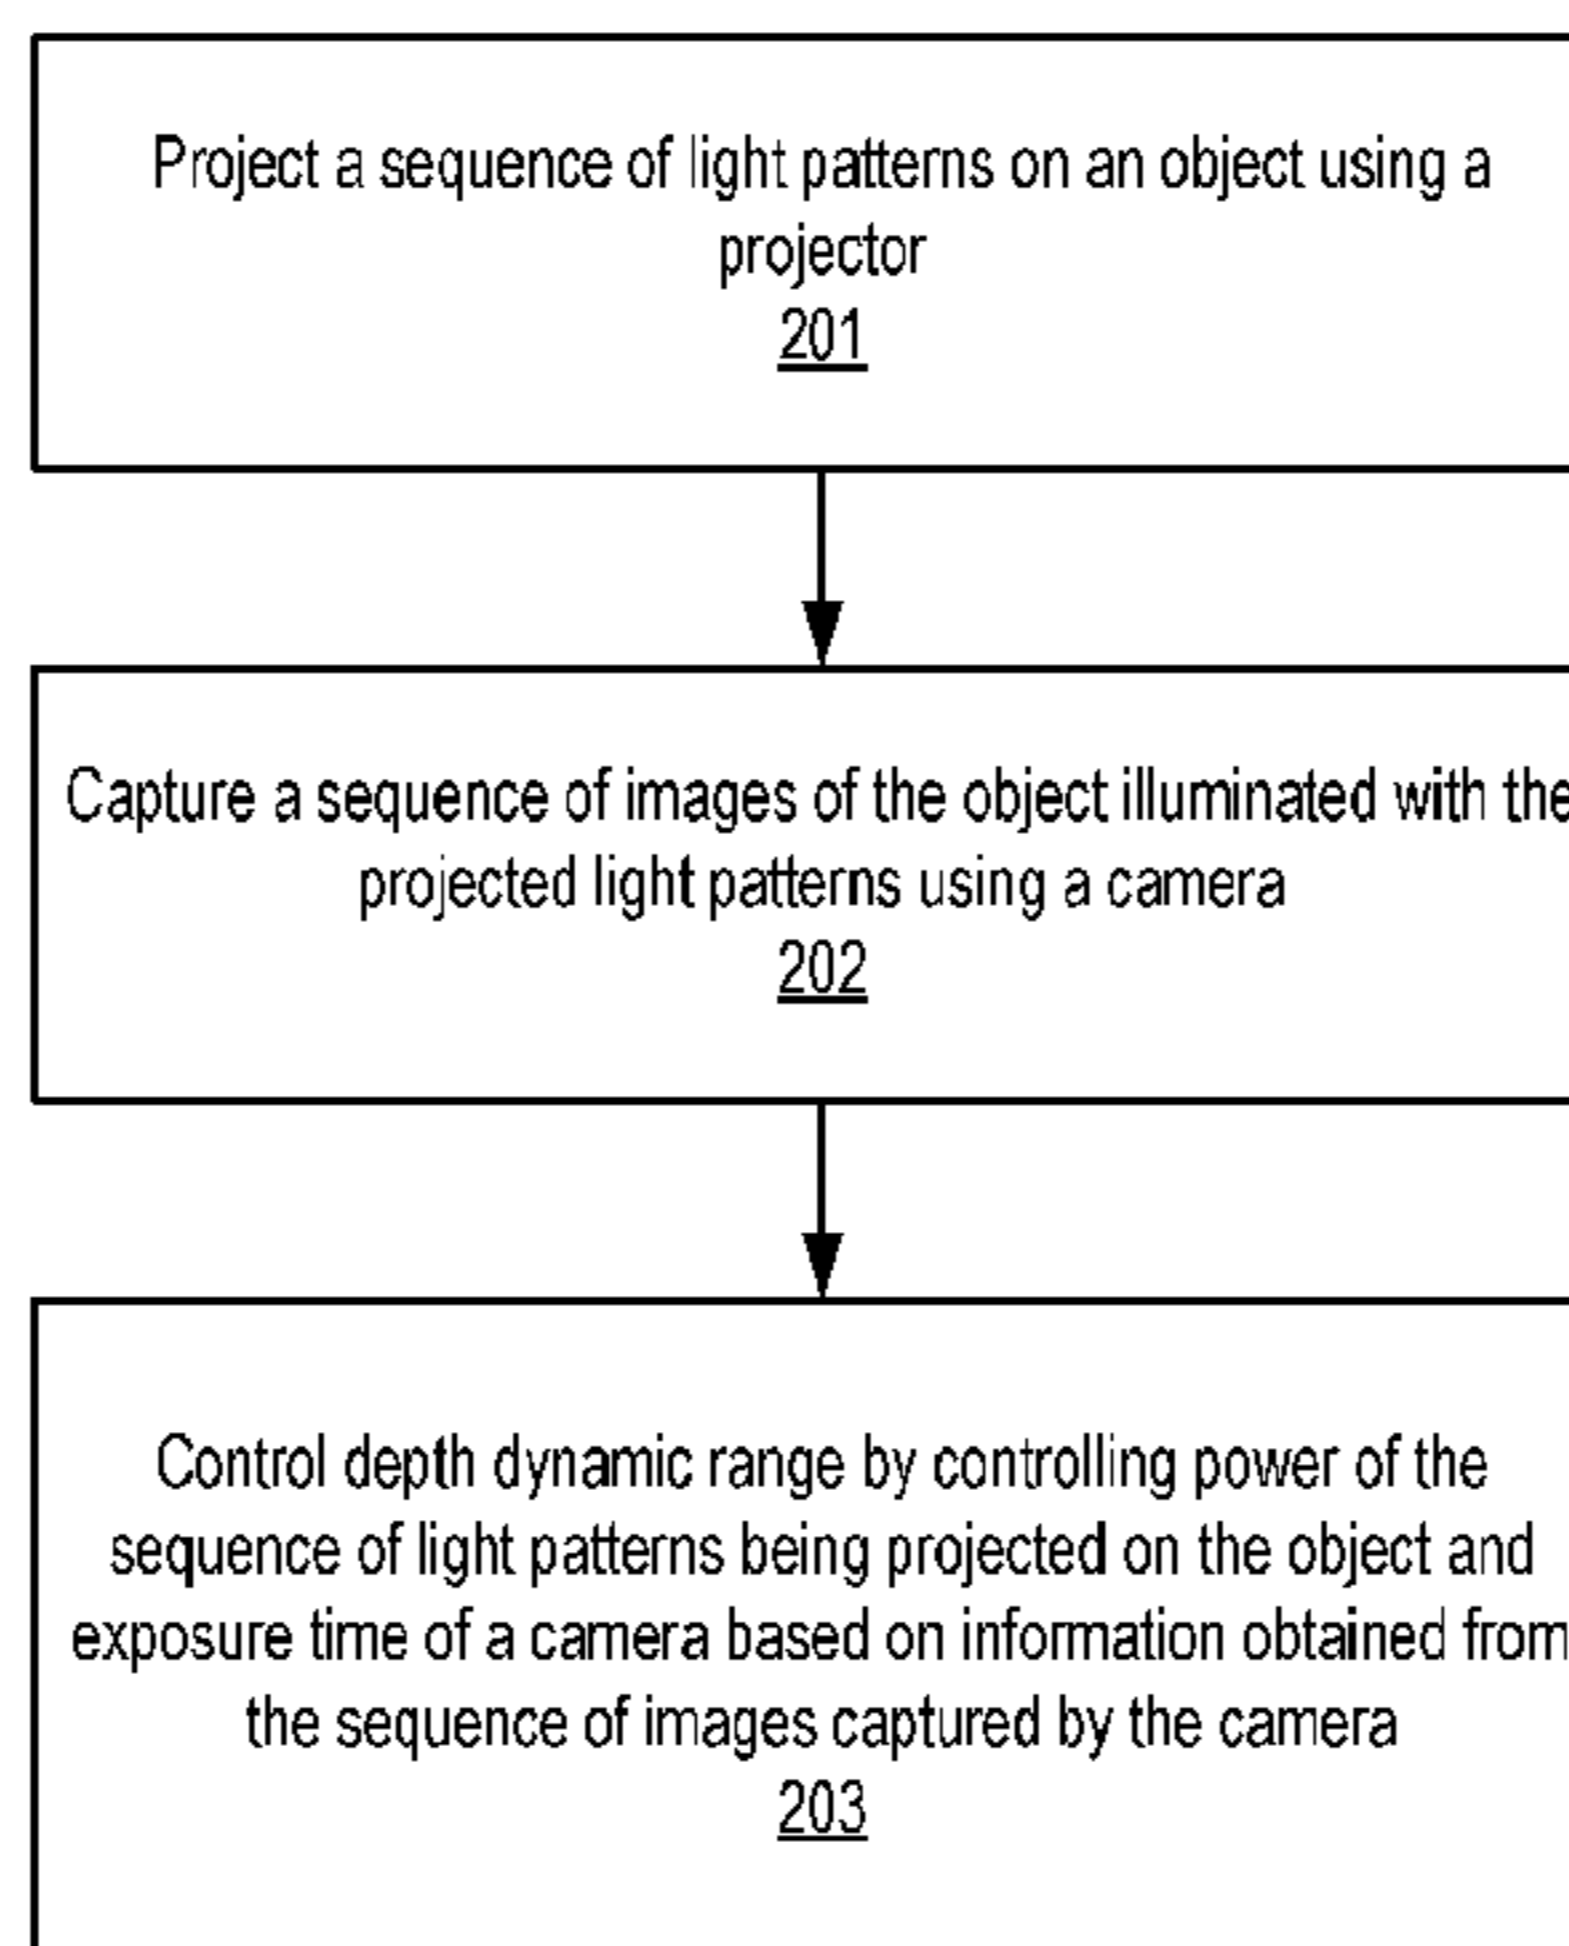 Project a sequence of light patterns on an object using a
projector
201
Capture a sequence of images of the object illuminated with the
projected light patterns using a camera
202
Control depth dynamic range by controlling power of the
sequence of light patterns being projected on the object and
exposure time of a camera based on information obtained from
the sequence of images captured by the camera
203